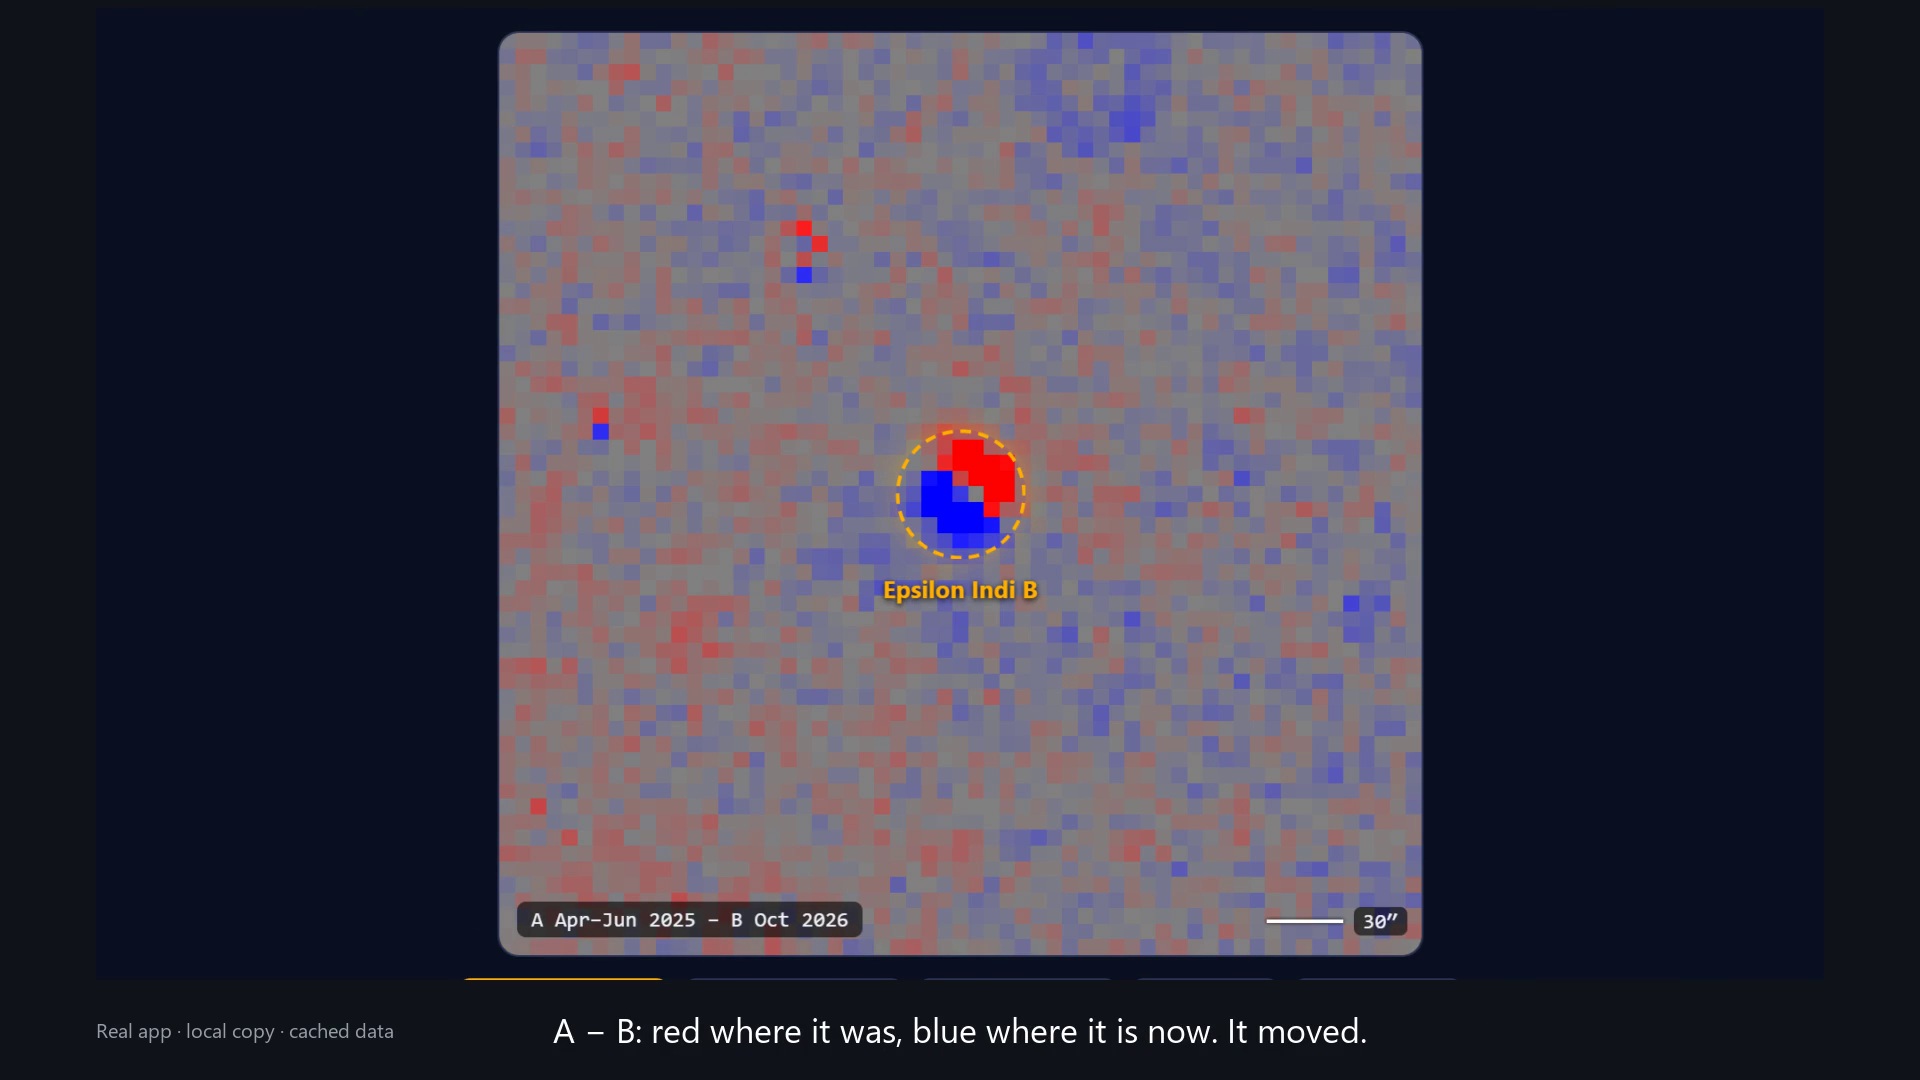 Epsilon Indi B
A Apr–Jun 2025 − B Oct 2026
30″
Real app · local copy · cached data
A − B: red where it was, blue where it is now. It moved.